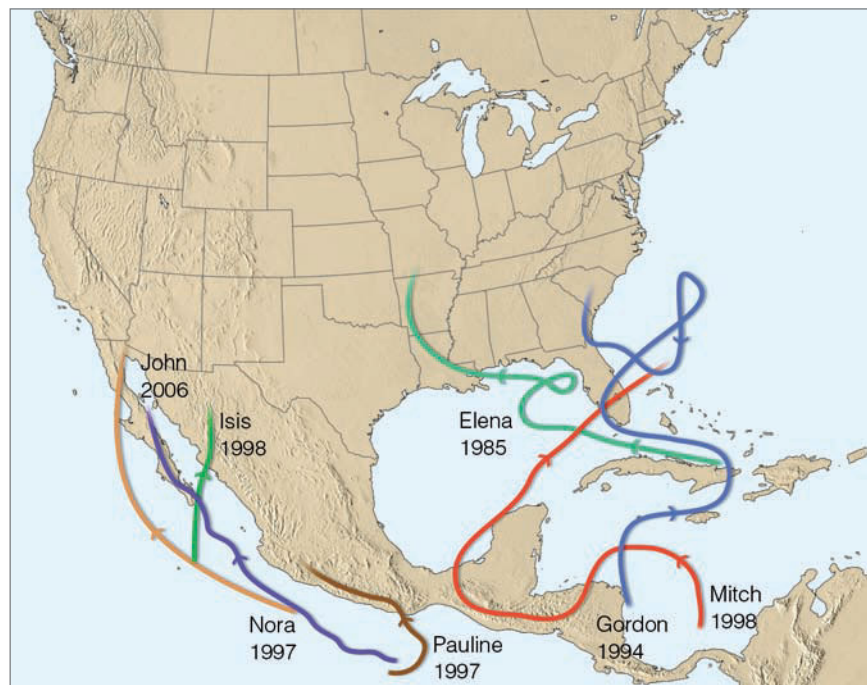 John
2006
Isis
1998
Elena
1985
Nora
1997
Pauline
1997
Gordon
1994
Mitch
1998